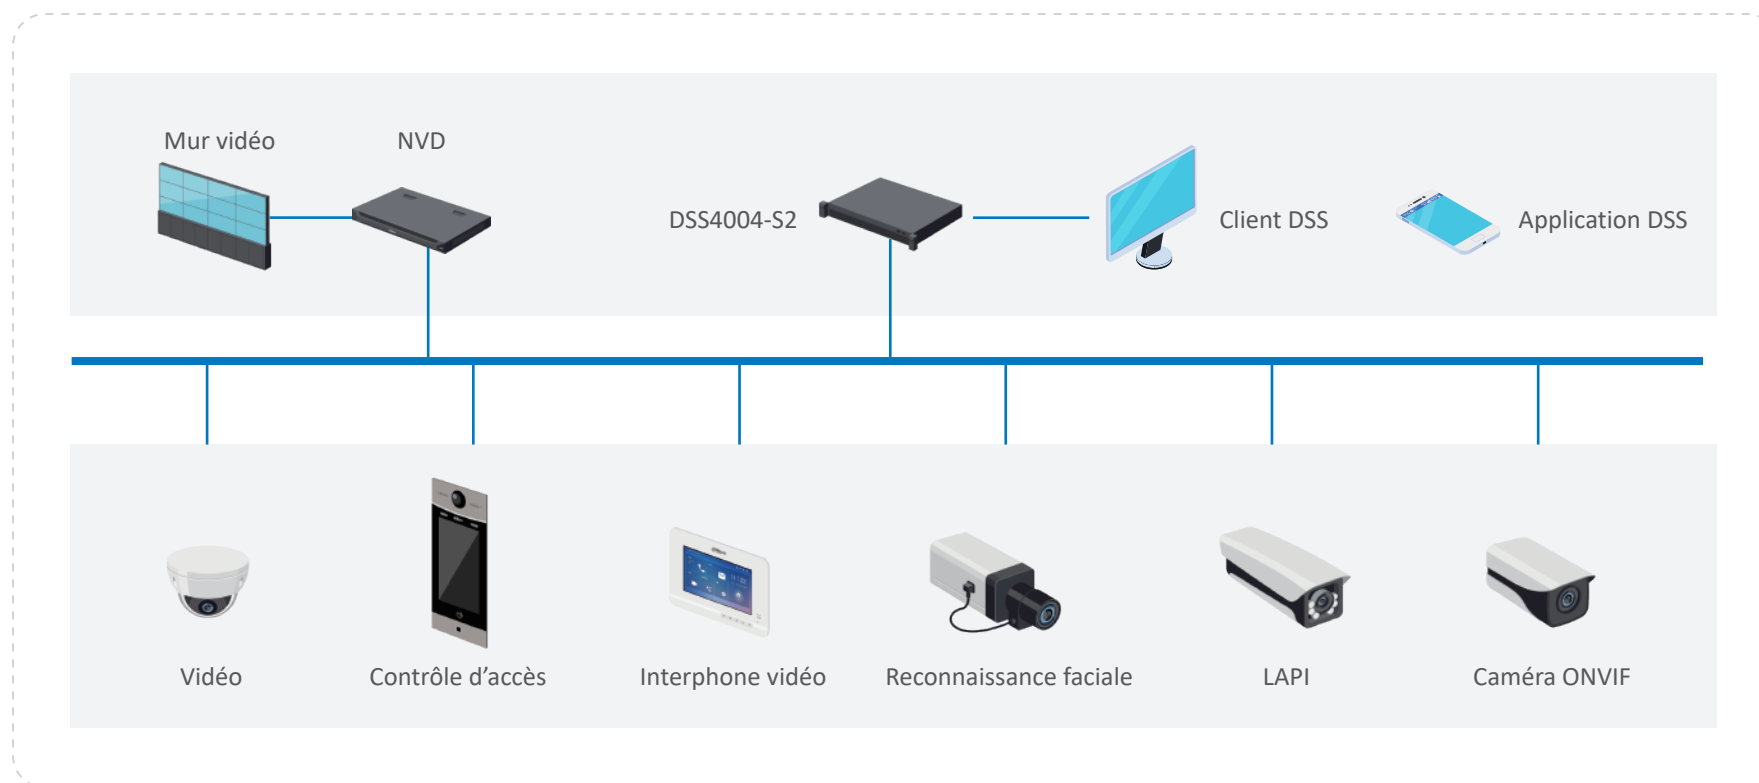 Mur vidéo
NVD
DSS4004-S2
Client DSS
Application DSS
Vidéo
Contrôle d’accès
Interphone vidéo
Reconnaissance faciale
LAPI
Caméra ONVIF